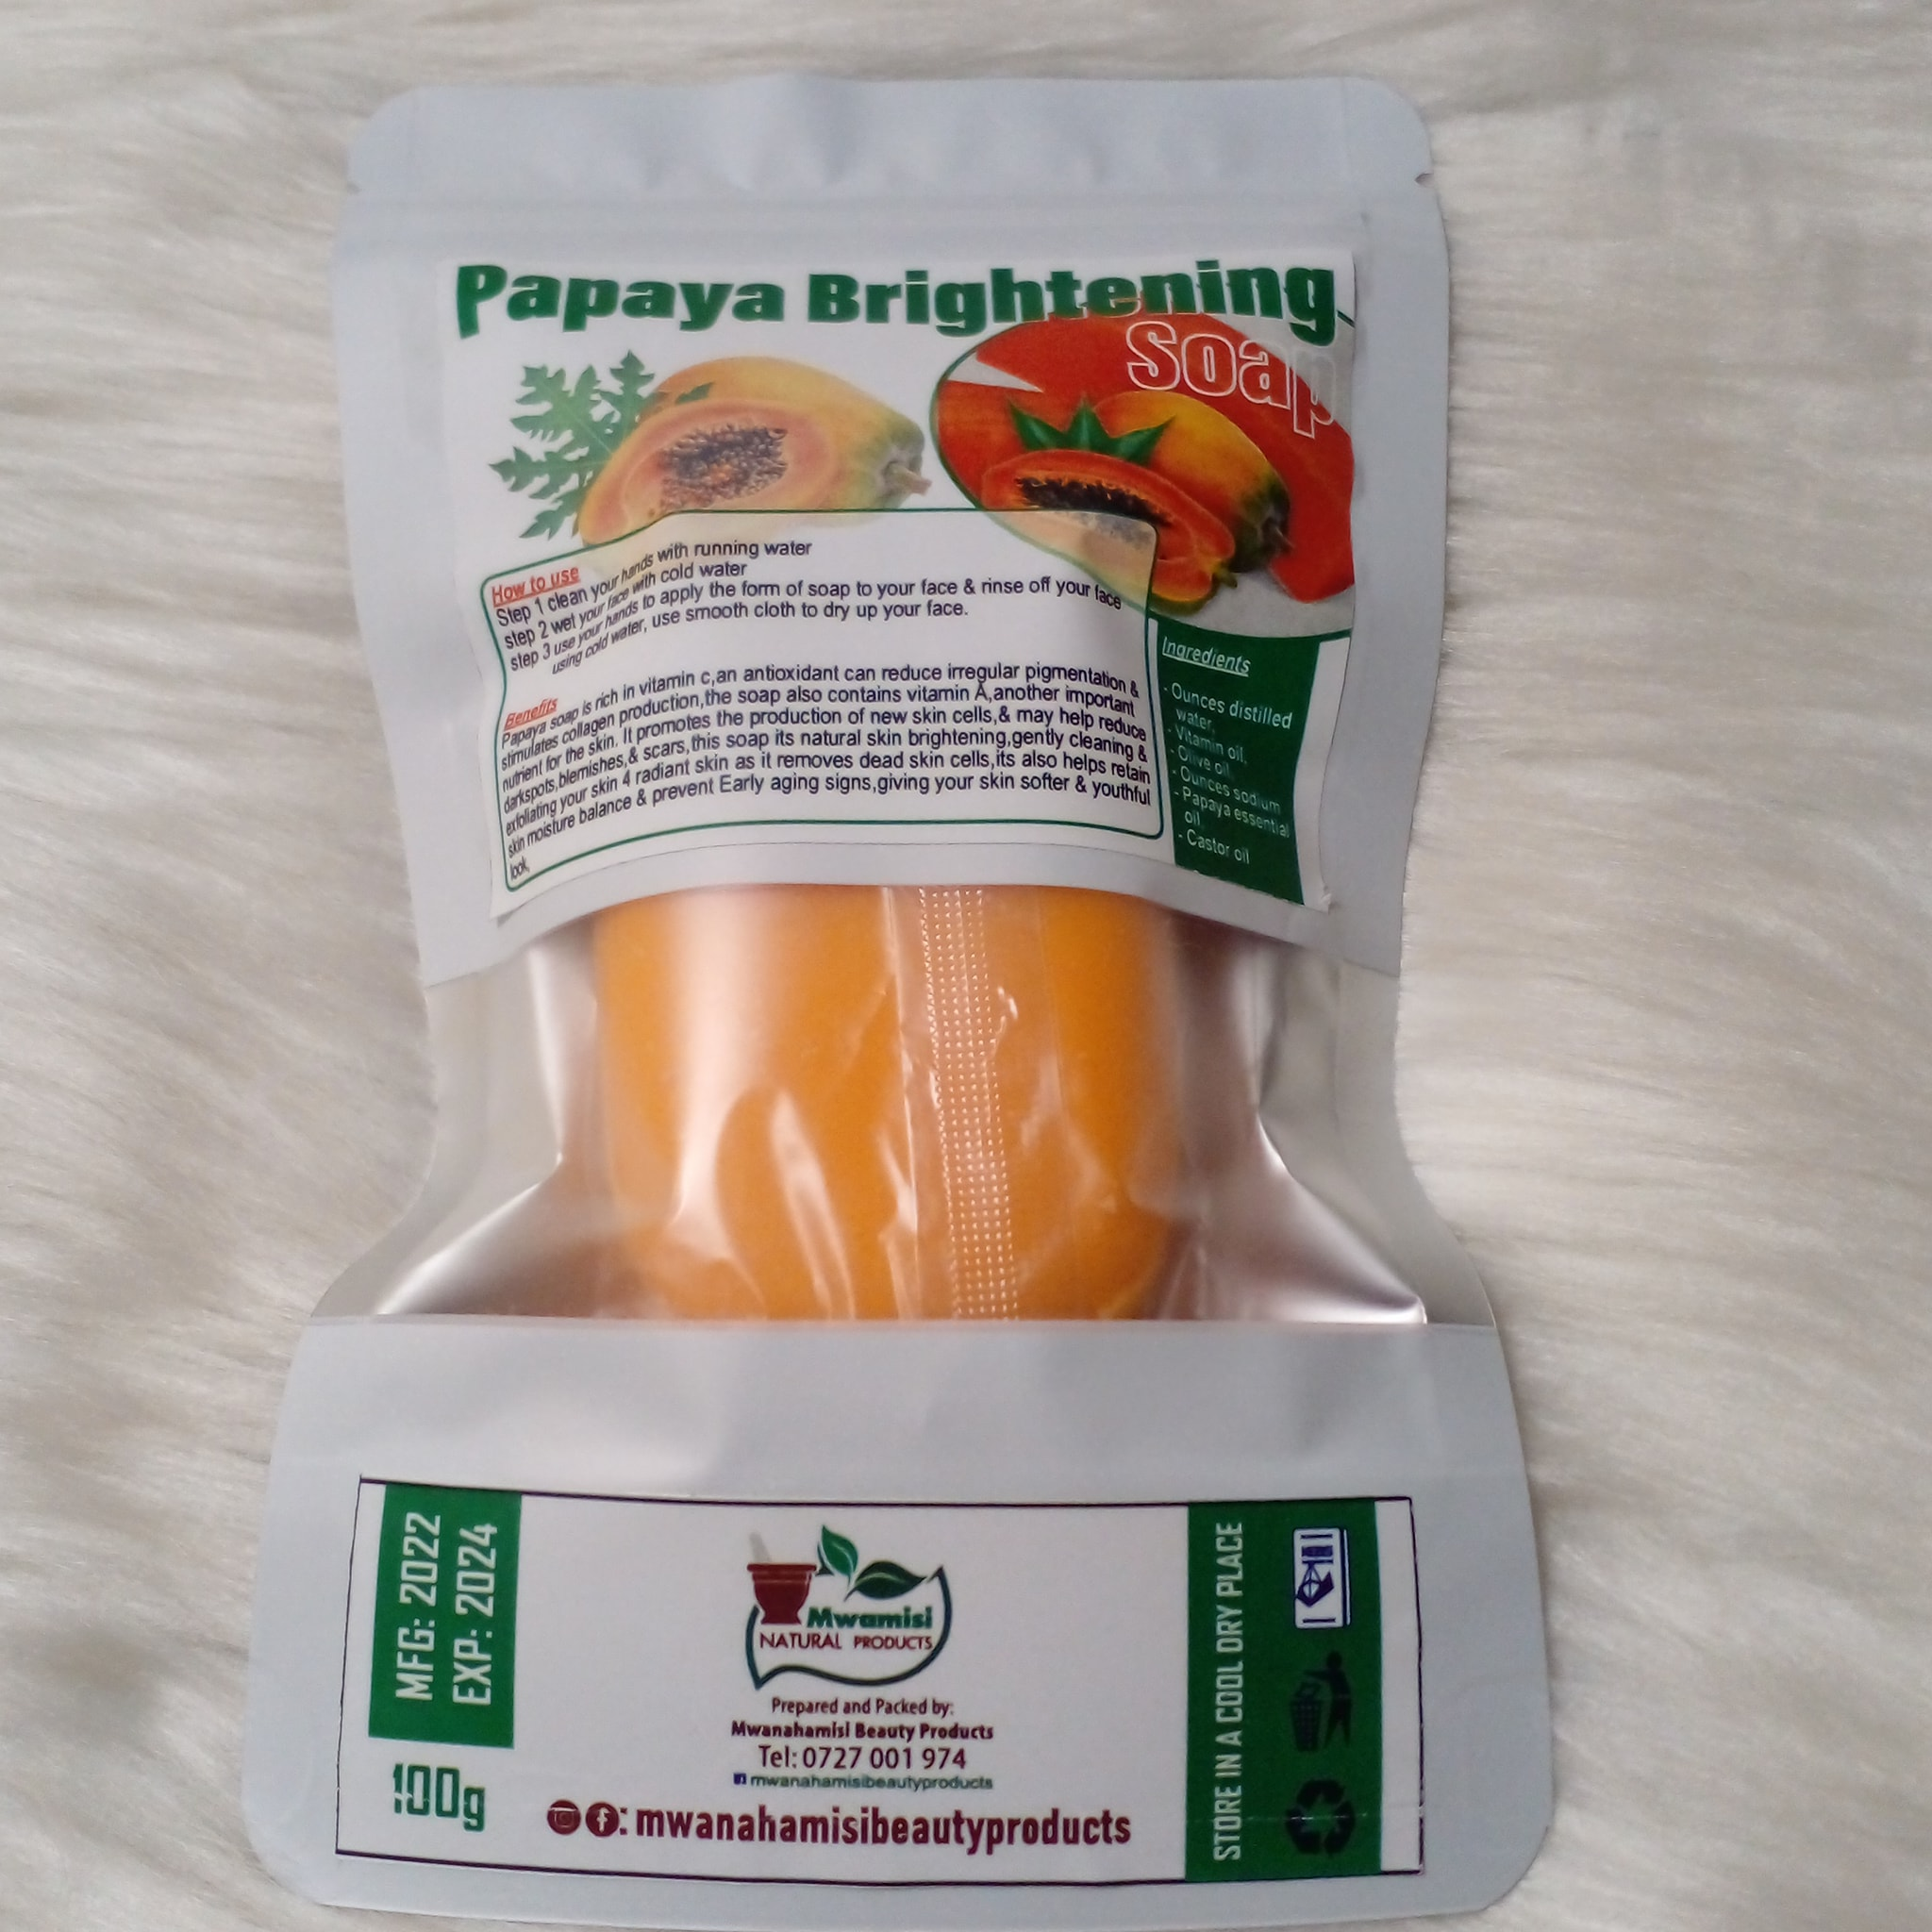 Papaya Brightening
Soap
How to use
Step 1 clean your hands with running water
step 2 wet your face with cold water
step 3 use your hands to apply the form of soap to your face & rinse off your face
using cold water, use smooth cloth to dry up your face.
Benefits
Papaya soap is rich in vitamin c,an antioxidant can reduce irregular pigmentation &
stimulates collagen production,the soap also contains vitamin A,another important
nutrient for the skin. It promotes the production of new skin cells,& may help reduce
darkspots,blemishes,& scars,this soap its natural skin brightening,gently cleaning &
exfoliating your skin 4 radiant skin as it removes dead skin cells,its also helps retain
skin moisture balance & prevent Early aging signs,giving your skin softer & youthful
look,
Ingredients
- Ounces distilled
water,
- Vitamin oil,
- Olive oil,
- Ounces sodium
- Papaya essential
oil
- Castor oil
MFG: 2022
EXP: 2024
100g
Mwamisi
NATURAL PRODUCTS
Prepared and Packed by:
Mwanahamisi Beauty Products
Tel: 0727 001 974
mwanahamisibeautyproducts
: mwanahamisibeautyproducts
STORE IN A COOL DRY PLACE